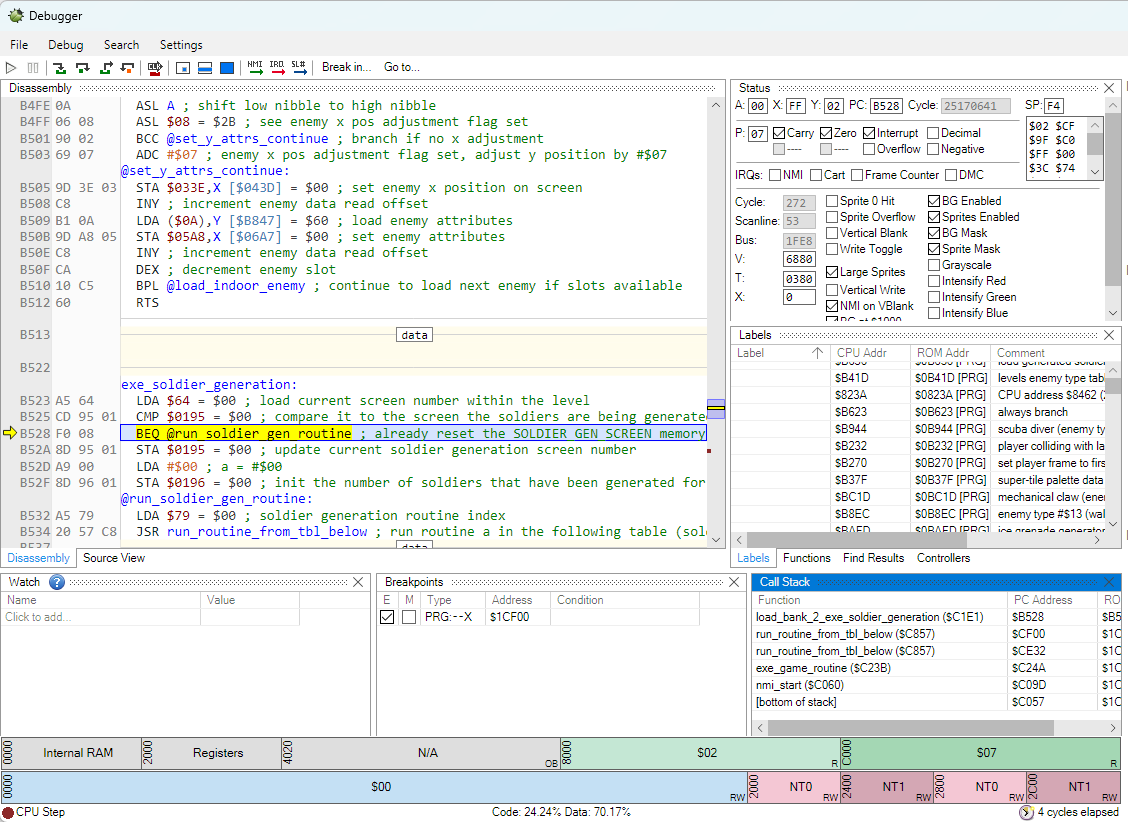 Debugger
File Debug Search Settings
NMI IRQ SL# Break in... Go to...
Disassembly
B4FE 0A ASL A ; shift low nibble to high nibble
B4FF 06 08 ASL $08 = $2B ; see enemy x pos adjustment flag set
B501 90 02 BCC @set_y_attrs_continue ; branch if no x adjustment
B503 69 07 ADC #$07 ; enemy x pos adjustment flag set, adjust y position by #$07
@set_y_attrs_continue:
B505 9D 3E 03 STA $033E,X [$043D] = $00 ; set enemy x position on screen
B508 C8 INY ; increment enemy data read offset
B509 B1 0A LDA ($0A),Y [$B847] = $60 ; load enemy attributes
B50B 9D A8 05 STA $05A8,X [$06A7] = $00 ; set enemy attributes
B50E C8 INY ; increment enemy data read offset
B50F CA DEX ; decrement enemy slot
B510 10 C5 BPL @load_indoor_enemy ; continue to load next enemy if slots available
B512 60 RTS
B513 data
B522
exe_soldier_generation:
B523 A5 64 LDA $64 = $00 ; load current screen number within the level
B525 CD 95 01 CMP $0195 = $00 ; compare it to the screen the soldiers are being generate
B528 F0 08 BEQ @run_soldier_gen_routine ; already reset the SOLDIER_GEN_SCREEN memory
B52A 8D 95 01 STA $0195 = $00 ; update current soldier generation screen number
B52D A9 00 LDA #$00 ; a = #$00
B52F 8D 96 01 STA $0196 = $00 ; init the number of soldiers that have been generated for
@run_soldier_gen_routine:
B532 A5 79 LDA $79 = $00 ; soldier generation routine index
B534 20 57 C8 JSR run_routine_from_tbl_below ; run routine a in the following table (sol
B537 data
Disassembly Source View
Status
A: 00 X: FF Y: 02 PC: B528 Cycle: 25170641 SP: F4
P: 07 Carry Zero Interrupt Decimal
---- ---- Overflow Negative
$02 $CF
$9F $C0
$FF $00
$3C $74
IRQs: NMI Cart Frame Counter DMC
Cycle: 272 Sprite 0 Hit BG Enabled
Scanline: 53 Sprite Overflow Sprites Enabled
Bus: 1FE8 Vertical Blank BG Mask
V: 6880 Write Toggle Sprite Mask
T: 0380 Large Sprites Grayscale
X: 0 Vertical Write Intensify Red
NMI on VBlank Intensify Green
BG at $1000 Intensify Blue
Labels
Label CPU Addr ROM Addr Comment
$B41D $0B41D [PRG] levels enemy type tab
$823A $0823A [PRG] CPU address $8462 (
$B623 $0B623 [PRG] always branch
$B944 $0B944 [PRG] scuba diver (enemy ty
$B232 $0B232 [PRG] player colliding with la
$B270 $0B270 [PRG] set player frame to firs
$B37F $0B37F [PRG] super-tile palette data
$BC1D $0BC1D [PRG] mechanical claw (ener
$B8EC $0B8EC [PRG] enemy type #$13 (wal
$BAED $0BAED [PRG] ice grenade generator
Labels Functions Find Results Controllers
Watch ?
Name Value
Click to add...
Breakpoints
E M Type Address Condition
PRG:--X $1CF00
Call Stack
Function PC Address RO
load_bank_2_exe_soldier_generation ($C1E1) $B528 $B5
run_routine_from_tbl_below ($C857) $CF00 $1C
run_routine_from_tbl_below ($C857) $CE32 $1C
exe_game_routine ($C23B) $C24A $1C
nmi_start ($C060) $C09D $1C
[bottom of stack] $C057 $1C
0000 Internal RAM 2000 Registers 4020 N/A OB 8000 $02 R C000 $07 R
0000 $00 RW 2000 NT0 RW 2400 NT1 RW 2800 NT0 RW 2C00 NT1 RW
CPU Step Code: 24.24% Data: 70.17% 4 cycles elapsed